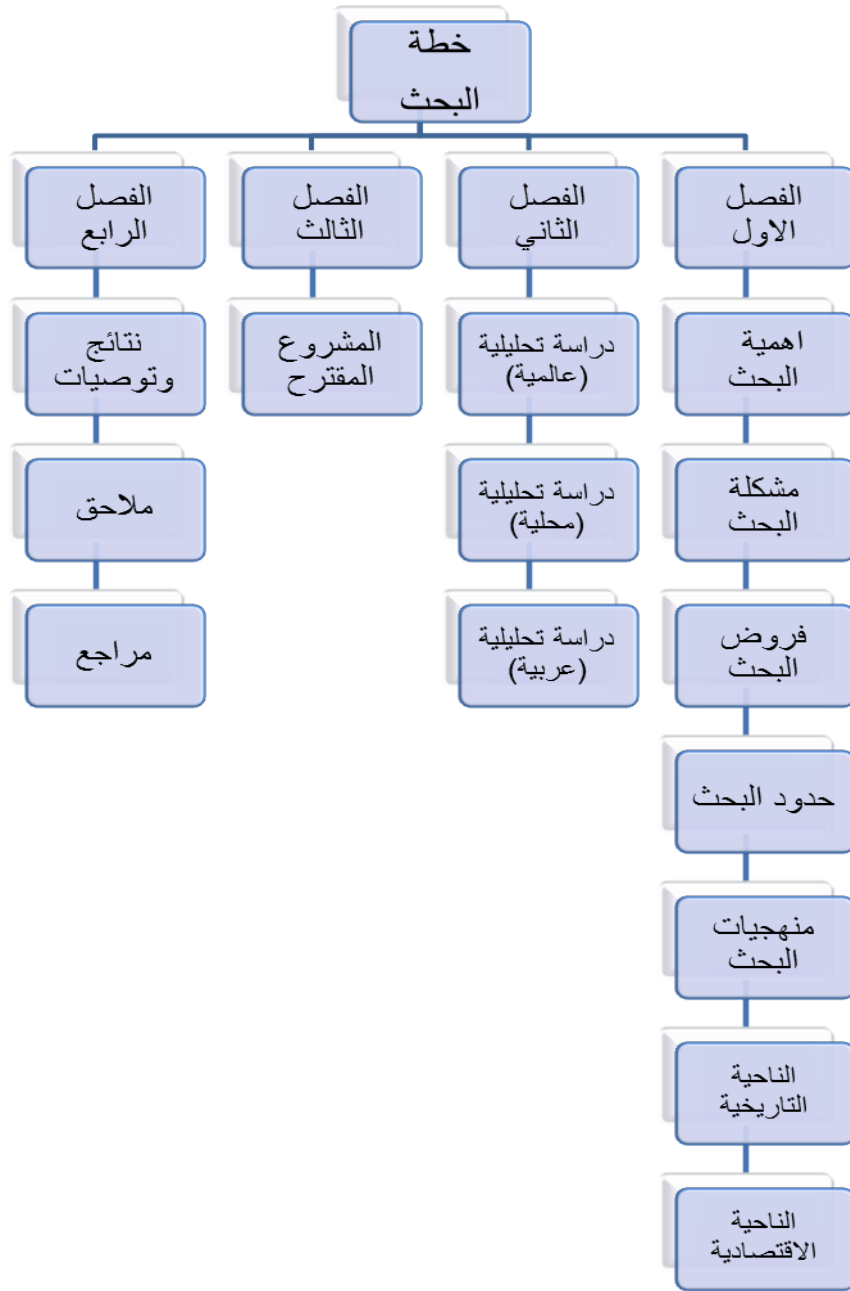 خطة
البحث
الفصل
الاول
الفصل
الثاني
الفصل
الثالث
الفصل
الرابع
اهمية
البحث
دراسة تحليلية
(عالمية)
المشروع
المقترح
نتائج
وتوصيات
مشكلة
البحث
دراسة تحليلية
(محلية)
ملاحق
فروض
البحث
دراسة تحليلية
(عربية)
مراجع
حدود البحث
منهجيات
البحث
الناحية
التاريخية
الناحية
الاقتصادية